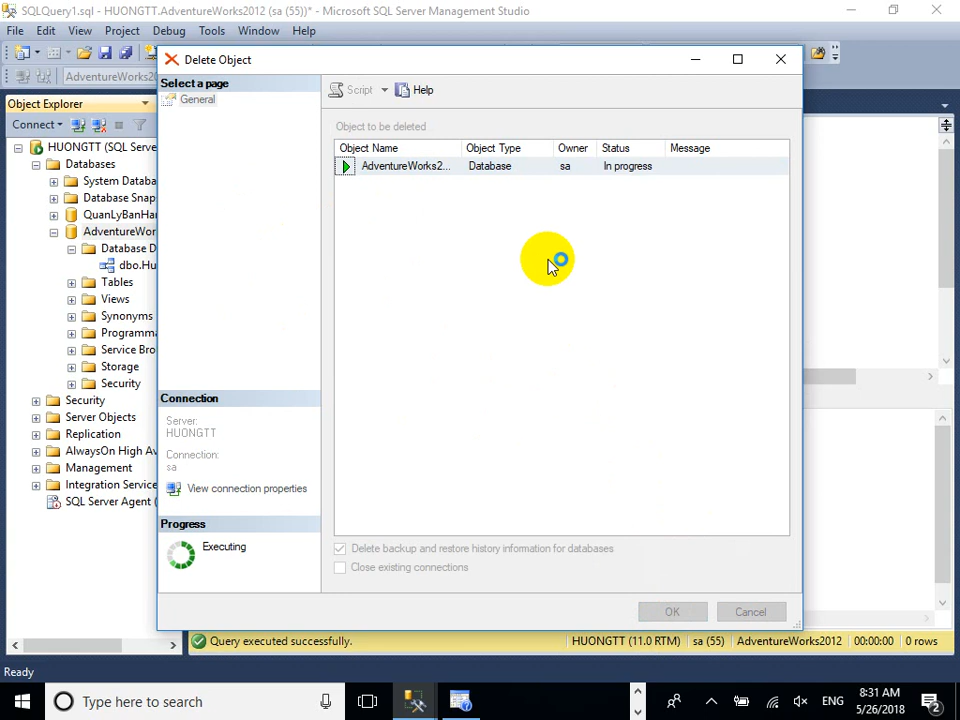 SQLQuery1.sql - HUONGTT.AdventureWorks2012 (sa (55))* - Microsoft SQL Server Management Studio
File Edit View Project Debug Tools Window Help
AdventureWorks20
Delete Object
Select a page
General
Script Help
Object Explorer
Connect
HUONGTT (SQL Serve
Databases
System Databa
Database Snap
QuanLyBanHan
AdventureWor
Database D
dbo.Hu
Tables
Views
Synonyms
Programma
Service Bro
Storage
Security
Security
Server Objects
Replication
AlwaysOn High Av
Management
Integration Service
SQL Server Agent (
Object to be deleted
Object Name Object Type Owner Status Message
AdventureWorks2... Database sa In progress
Connection
Server:
HUONGTT
Connection:
sa
View connection properties
Progress
Executing
Delete backup and restore history information for databases
Close existing connections
OK Cancel
Query executed successfully. HUONGTT (11.0 RTM) sa (55) AdventureWorks2012 00:00:00 0 rows
Ready
Type here to search
ENG
8:31 AM
5/26/2018
2